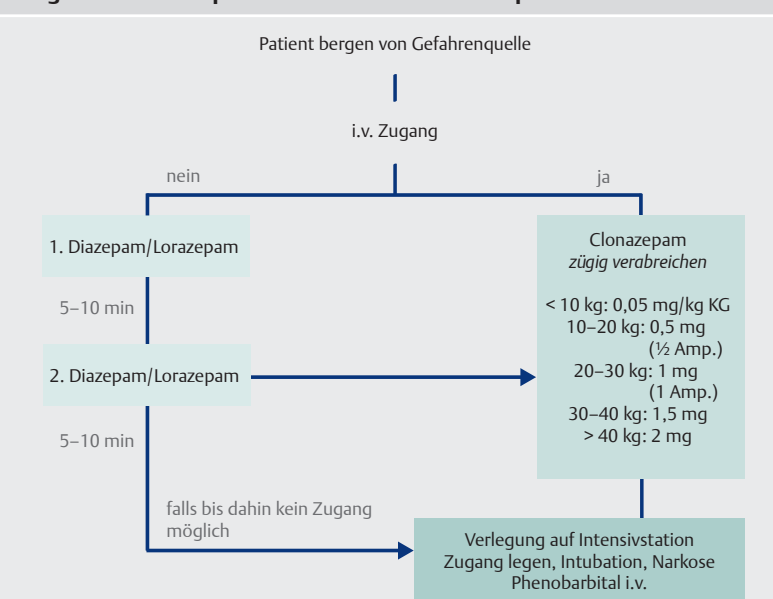 Patient bergen von Gefahrenquelle
i.v. Zugang
nein
ja
1. Diazepam/Lorazepam
5–10 min
2. Diazepam/Lorazepam
5–10 min
falls bis dahin kein Zugang
möglich
Clonazepam
zügig verabreichen
< 10 kg: 0,05 mg/kg KG
10–20 kg: 0,5 mg
(½ Amp.)
20–30 kg: 1 mg
(1 Amp.)
30–40 kg: 1,5 mg
> 40 kg: 2 mg
Verlegung auf Intensivstation
Zugang legen, Intubation, Narkose
Phenobarbital i.v.